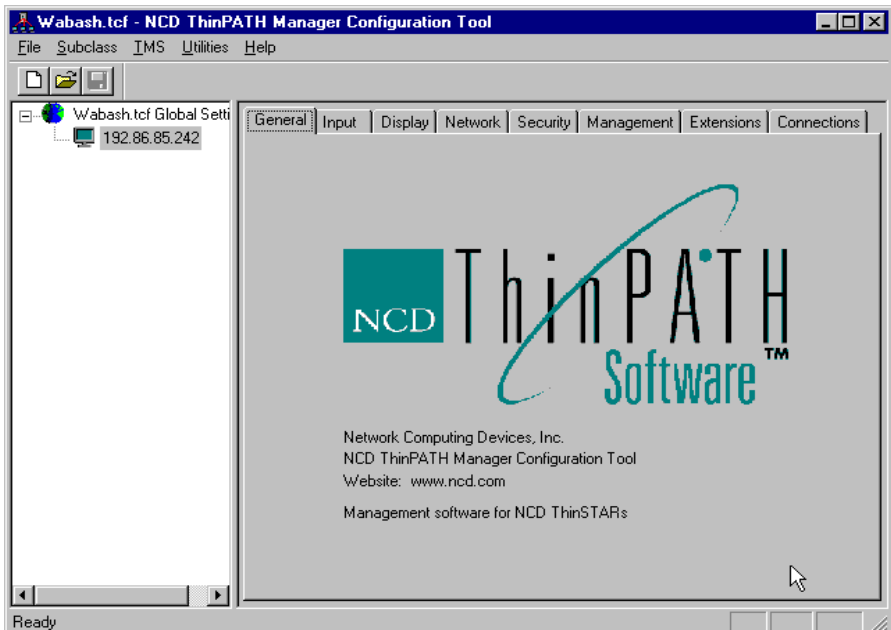 Wabash.tcf - NCD ThinPATH Manager Configuration Tool
File Subclass TMS Utilities Help
Wabash.tcf Global Setti
192.86.85.242
General Input Display Network Security Management Extensions Connections
NCD
ThinPATH
Software™
Network Computing Devices, Inc.
NCD ThinPATH Manager Configuration Tool
Website: www.ncd.com
Management software for NCD ThinSTARs
Ready